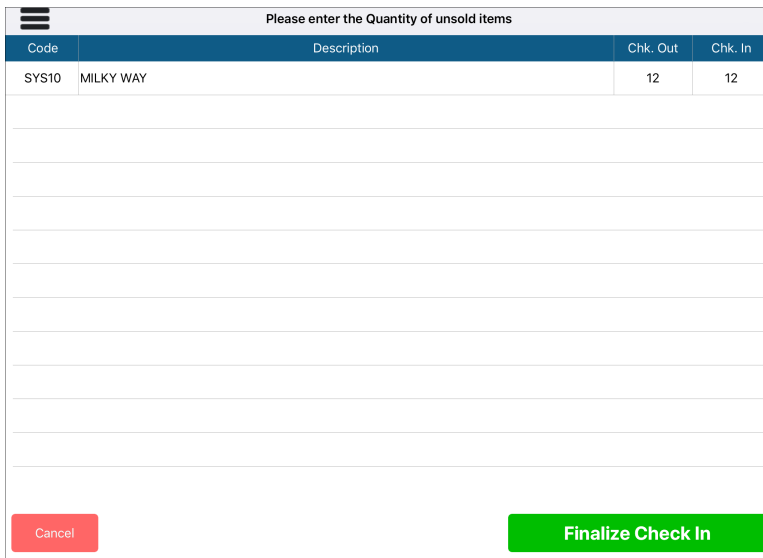 Please enter the Quantity of unsold items
Code Description Chk. Out Chk. In
SYS10 MILKY WAY 12 12
Cancel Finalize Check In